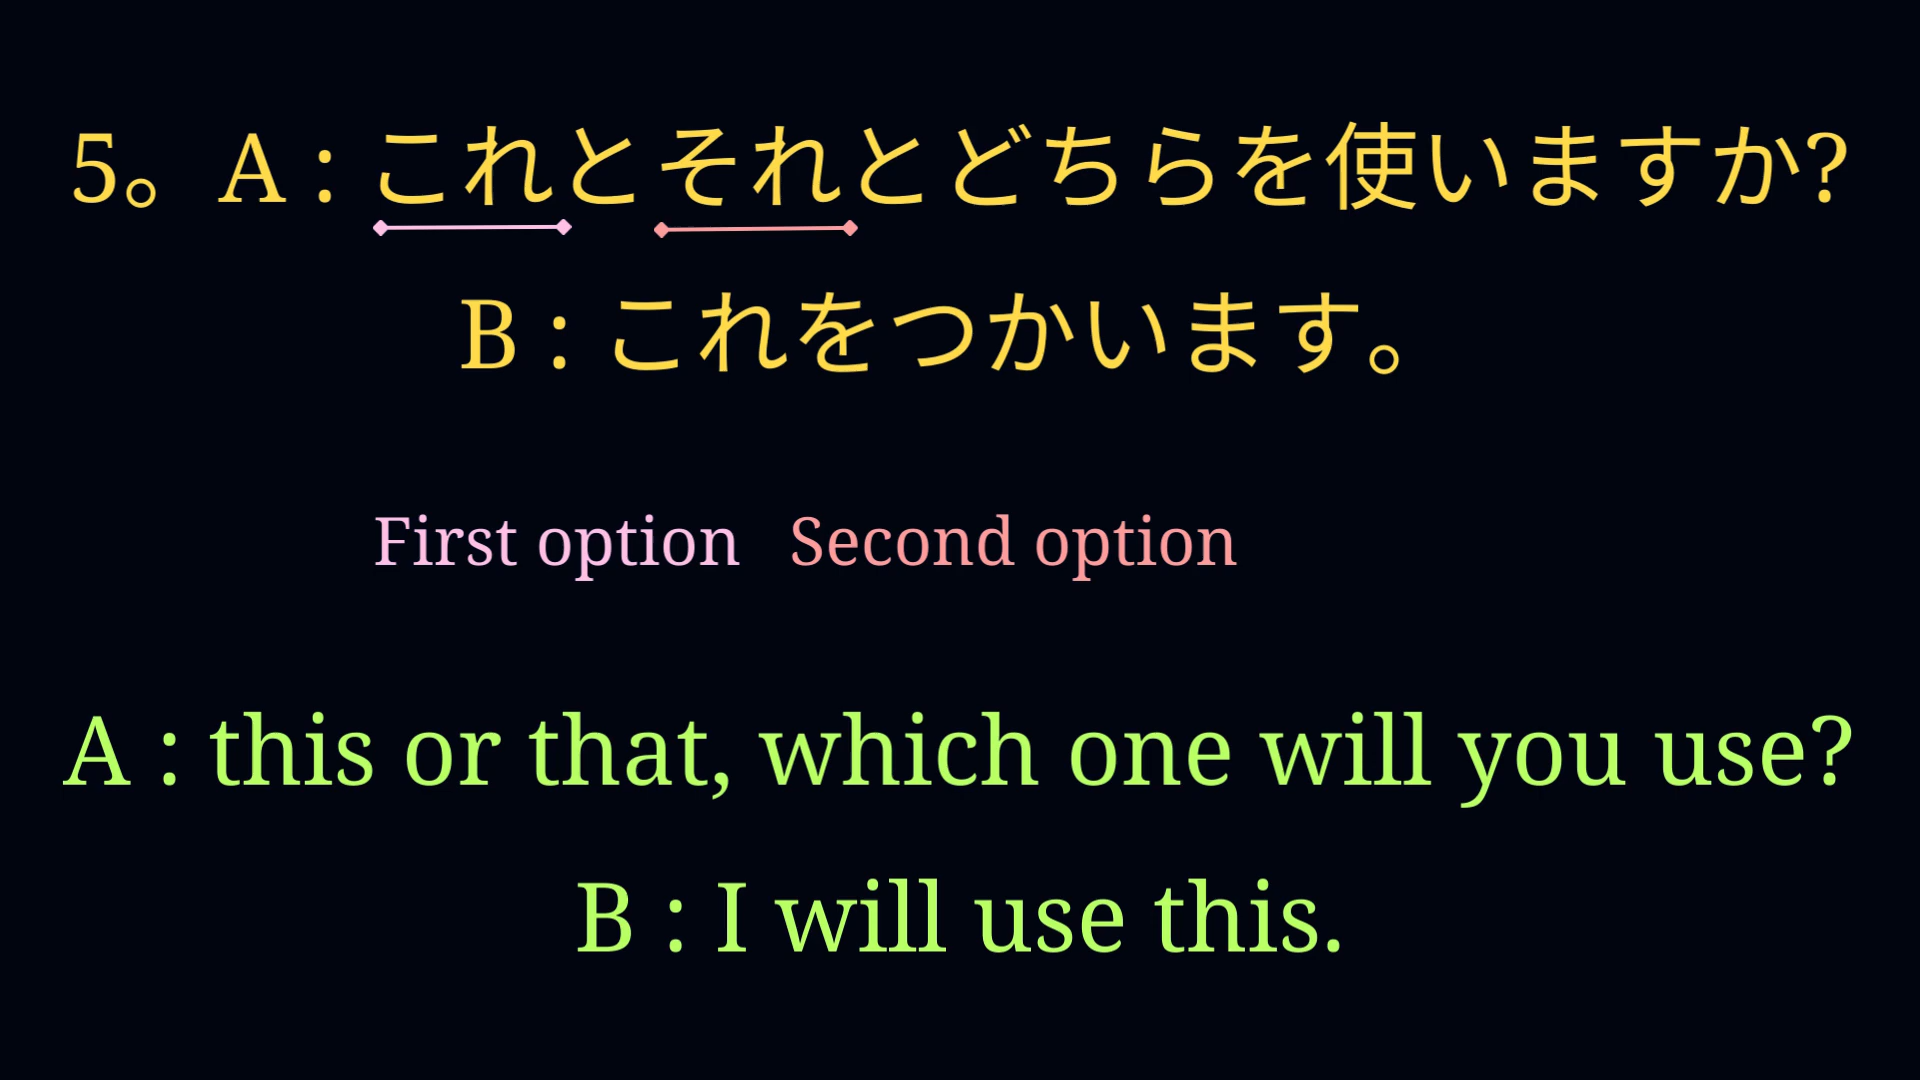 5。A : これとそれとどちらを使いますか?
B : これをつかいます。
First option Second option
A : this or that, which one will you use?
B : I will use this.